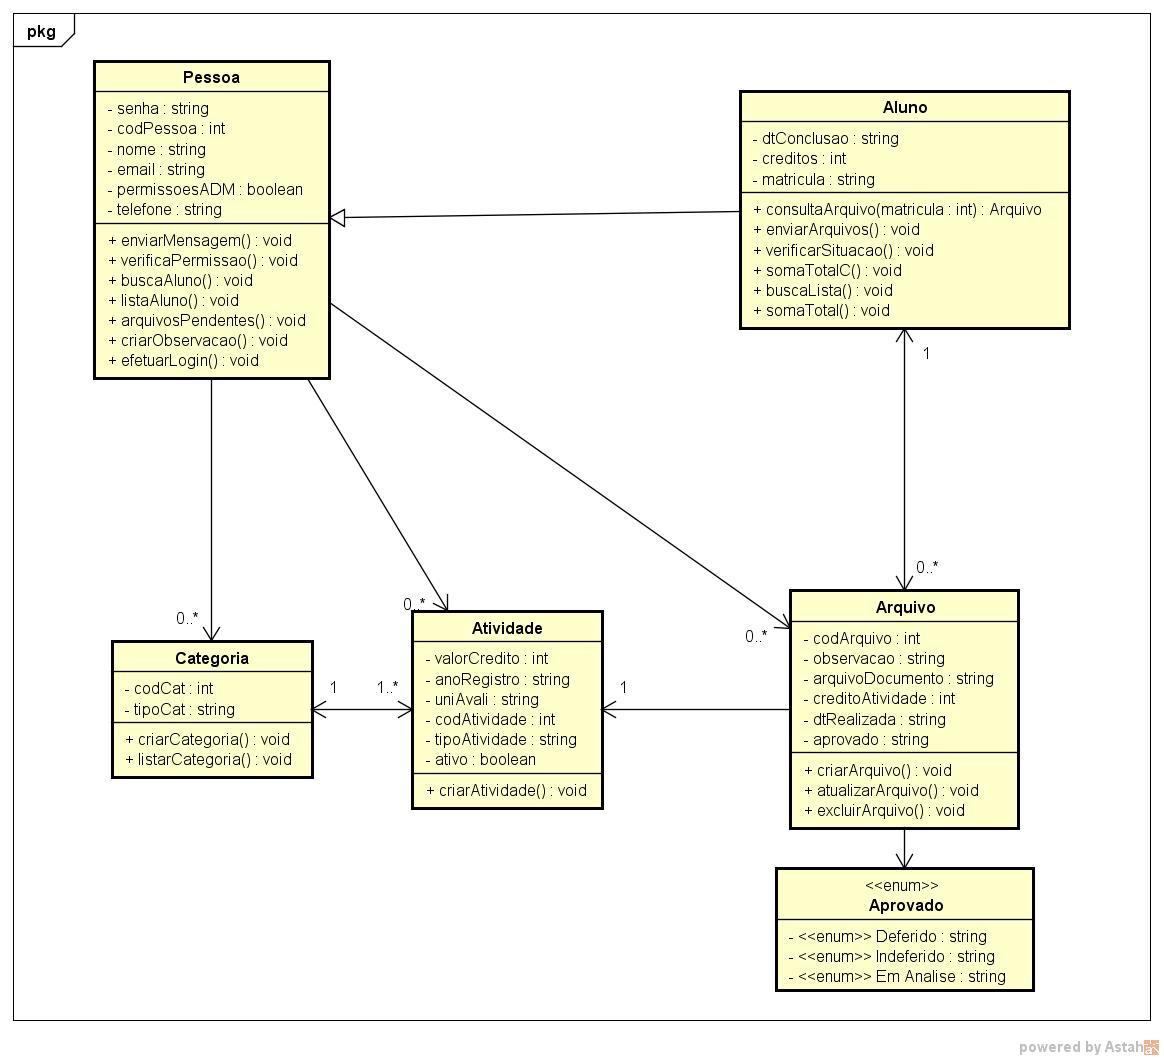 pkg
Pessoa
- senha : string
- codPessoa : int
- nome : string
- email : string
- permissoesADM : boolean
- telefone : string
+ enviarMensagem() : void
+ verificaPermissao() : void
+ buscaAluno() : void
+ listaAluno() : void
+ arquivosPendentes() : void
+ criarObservacao() : void
+ efetuarLogin() : void
Aluno
- dtConclusao : string
- creditos : int
- matricula : string
+ consultaArquivo(matricula : int) : Arquivo
+ enviarArquivos() : void
+ verificarSituacao() : void
+ somaTotalC() : void
+ buscaLista() : void
+ somaTotal() : void
1
0..*
0..*
0..*
0..*
Categoria
- codCat : int
- tipoCat : string
+ criarCategoria() : void
+ listarCategoria() : void
1
1..*
Atividade
- valorCredito : int
- anoRegistro : string
- uniAvali : string
- codAtividade : int
- tipoAtividade : string
- ativo : boolean
+ criarAtividade() : void
1
Arquivo
- codArquivo : int
- observacao : string
- arquivoDocumento : string
- creditoAtividade : int
- dtRealizada : string
- aprovado : string
+ criarArquivo() : void
+ atualizarArquivo() : void
+ excluirArquivo() : void
<<enum>>
Aprovado
- <<enum>> Deferido : string
- <<enum>> Indeferido : string
- <<enum>> Em Analise : string
powered by Astah